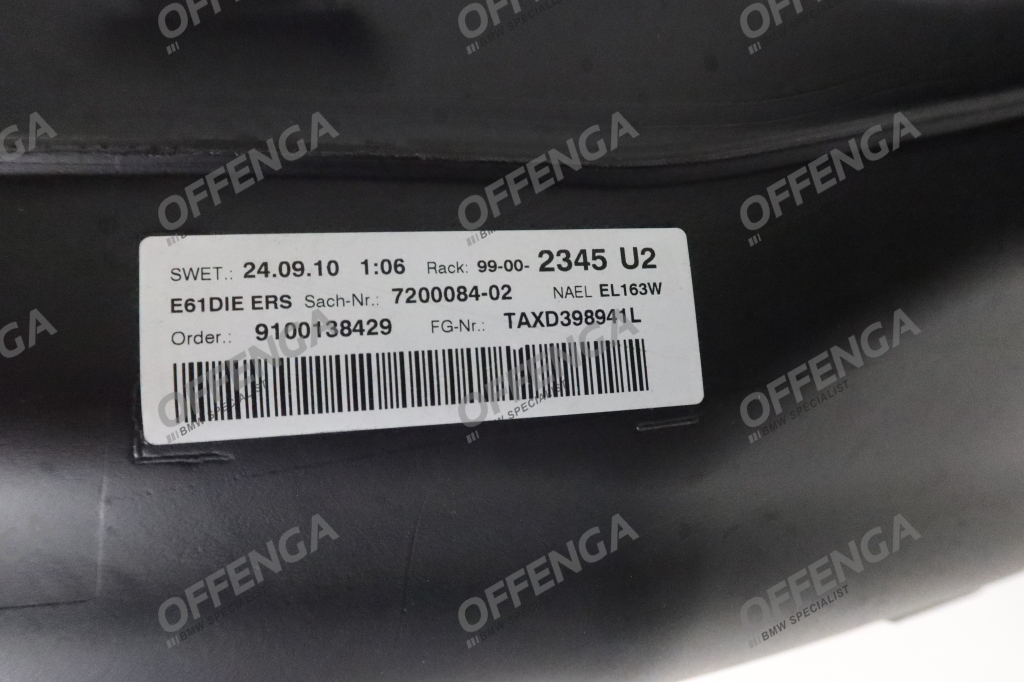 SWET.: 24.09.10 1:06 Rack: 99-00- 2345 U2
E61DIE ERS Sach-Nr.: 7200084-02 NAEL EL163W
Order.: 9100138429 FG-Nr.: TAXD398941L
OFFENGA
BMW SPECIALIST